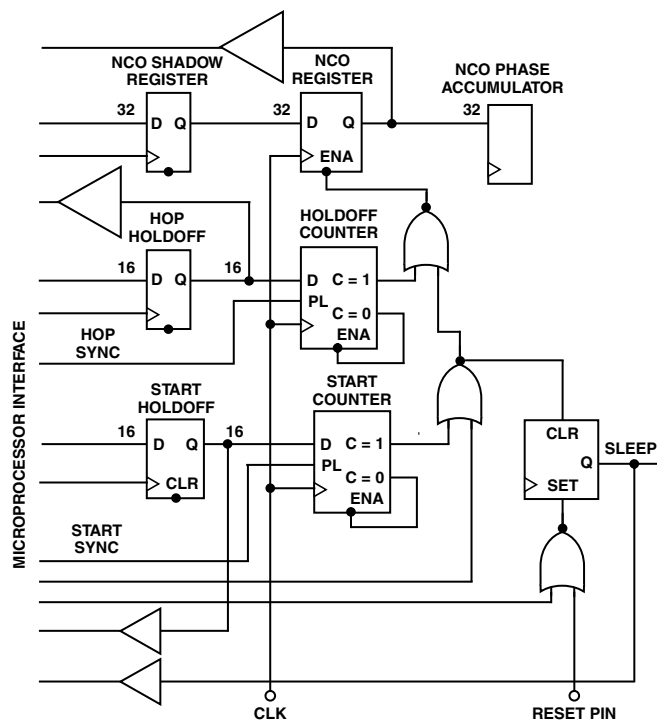 NCO SHADOW
REGISTER
NCO
REGISTER
NCO PHASE
ACCUMULATOR
32
D Q
32
D Q
ENA
32
HOP
HOLDOFF
16
D Q
16
HOLDOFF
COUNTER
D C = 1
PL
C = 0
ENA
HOP
SYNC
MICROPROCESSOR INTERFACE
START
HOLDOFF
16
D Q
CLR
16
START
COUNTER
D C = 1
PL
C = 0
ENA
START
SYNC
CLR
Q
SET
SLEEP
CLK
RESET PIN